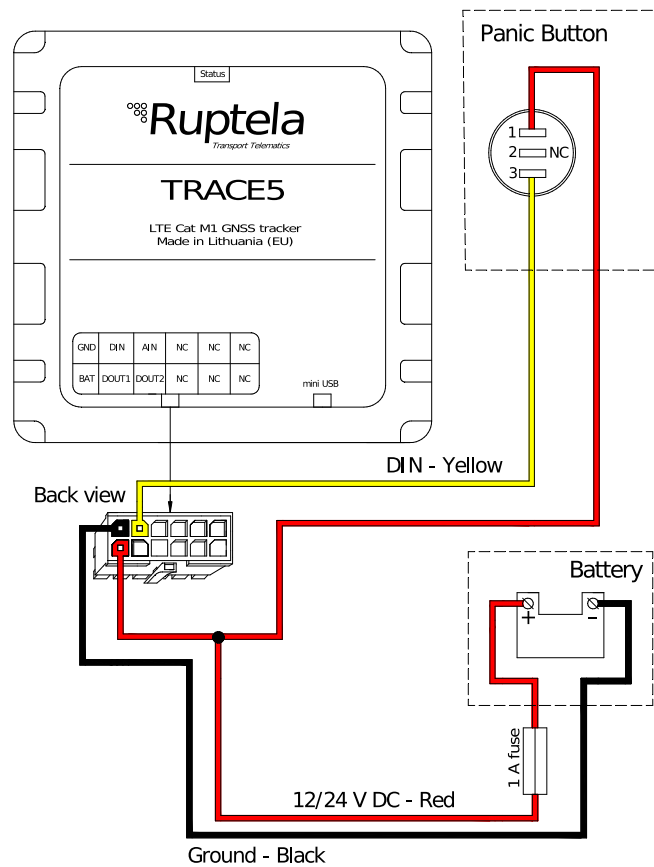 Panic Button
Status
Ruptela
Transport Telematics
1
2 NC
3
TRACE5
LTE Cat M1 GNSS tracker
Made in Lithuania (EU)
GND DIN AIN NC NC NC
BAT DOUT1 DOUT2 NC NC NC
mini USB
DIN - Yellow
Back view
Battery
+ -
1 A fuse
12/24 V DC - Red
Ground - Black